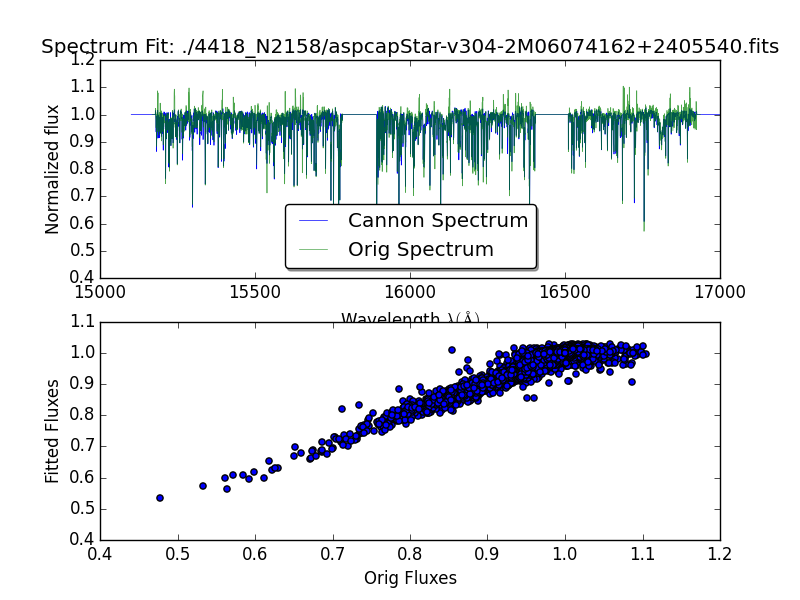 Spectrum Fit: ./4418_N2158/aspcapStar-v304-2M06074162+2405540.fits
1.2
1.1
1.0
0.9
0.8
0.7
0.6
0.5
0.4
Normalized flux
Cannon Spectrum
Orig Spectrum
15000 15500 16000 16500 17000
Wavelength λ(Å)
1.1
1.0
0.9
0.8
0.7
0.6
0.5
0.4
Fitted Fluxes
0.4 0.5 0.6 0.7 0.8 0.9 1.0 1.1 1.2
Orig Fluxes